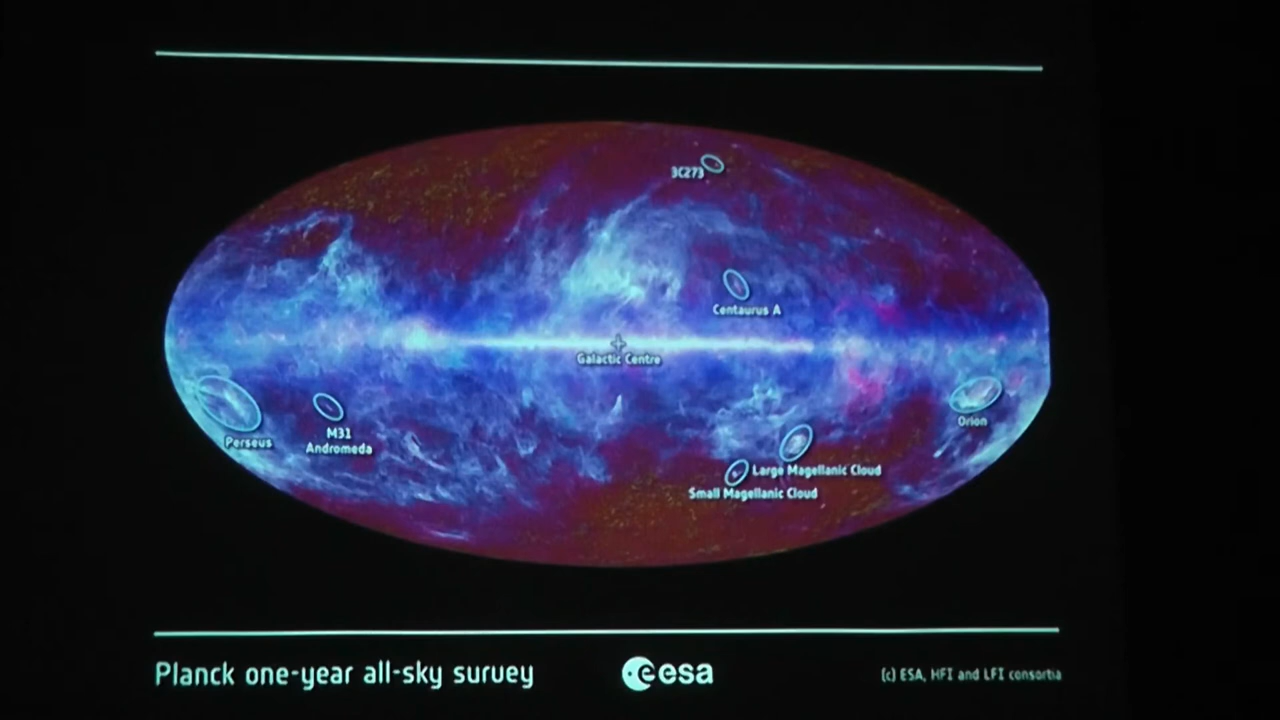 3C273
Centaurus A
Galactic Centre
Perseus
M31
Andromeda
Orion
Large Magellanic Cloud
Small Magellanic Cloud
Planck one-year all-sky survey
esa
(c) ESA, HFI and LFI consortia